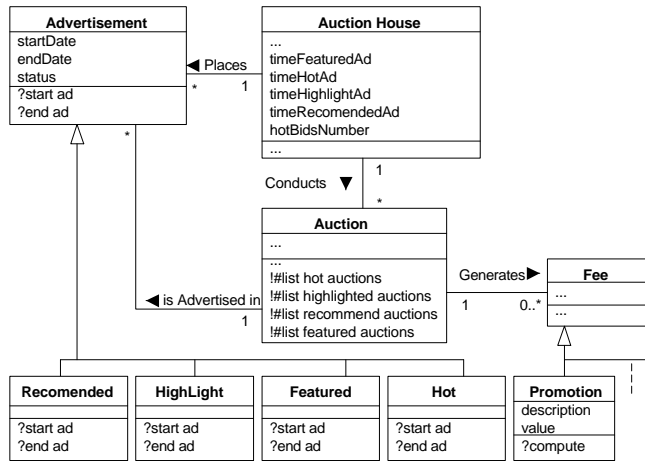 Advertisement
startDate
endDate
status
?start ad
?end ad
Places
*
1
Auction House
...
timeFeaturedAd
timeHotAd
timeHighlightAd
timeRecomendedAd
hotBidsNumber
...
*
1
Conducts
*
Auction
...
...
!#list hot auctions
!#list highlighted auctions
!#list recommend auctions
!#list featured auctions
is Advertised in
1
Generates
1
0..*
Fee
...
...
Recomended
?start ad
?end ad
HighLight
?start ad
?end ad
Featured
?start ad
?end ad
Hot
?start ad
?end ad
Promotion
description
value
?compute